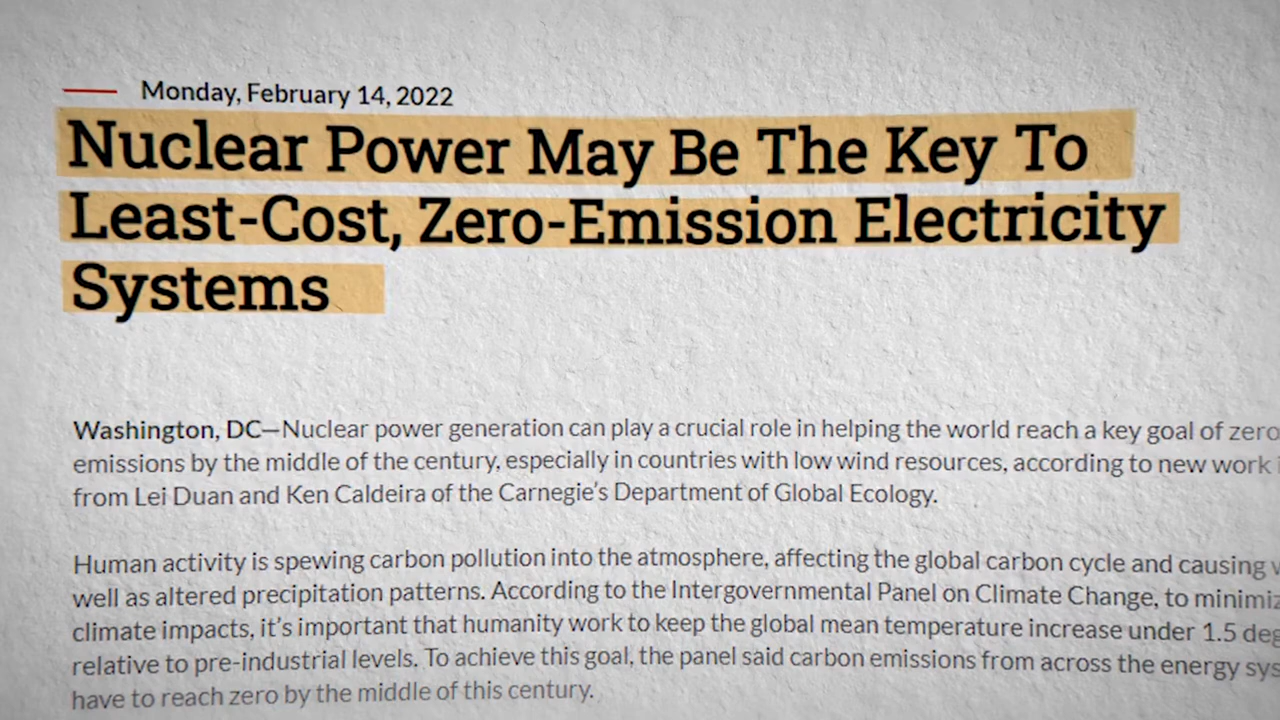 Monday, February 14, 2022
Nuclear Power May Be The Key To
Least-Cost, Zero-Emission Electricity
Systems
Washington, DC—Nuclear power generation can play a crucial role in helping the world reach a key goal of zero
emissions by the middle of the century, especially in countries with low wind resources, according to new work
from Lei Duan and Ken Caldeira of the Carnegie's Department of Global Ecology.
Human activity is spewing carbon pollution into the atmosphere, affecting the global carbon cycle and causing
well as altered precipitation patterns. According to the Intergovernmental Panel on Climate Change, to
climate impacts, it's important that humanity work to keep the global mean temperature increase under 1.5
relative to pre-industrial levels. To achieve this goal, the panel said carbon emissions from across the energy
have to reach zero by the middle of this century.